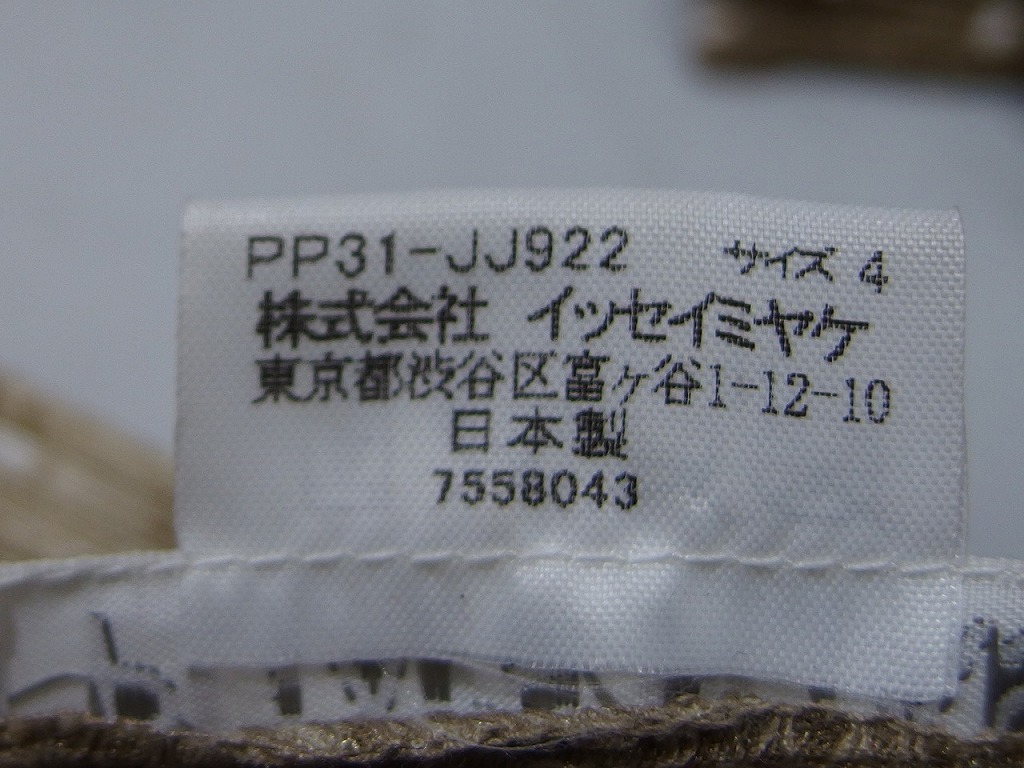 PP31-JJ922 サイズ 4
株式会社 イッセイミヤケ
東京都渋谷区富ヶ谷1-12-10
日本製
7558043